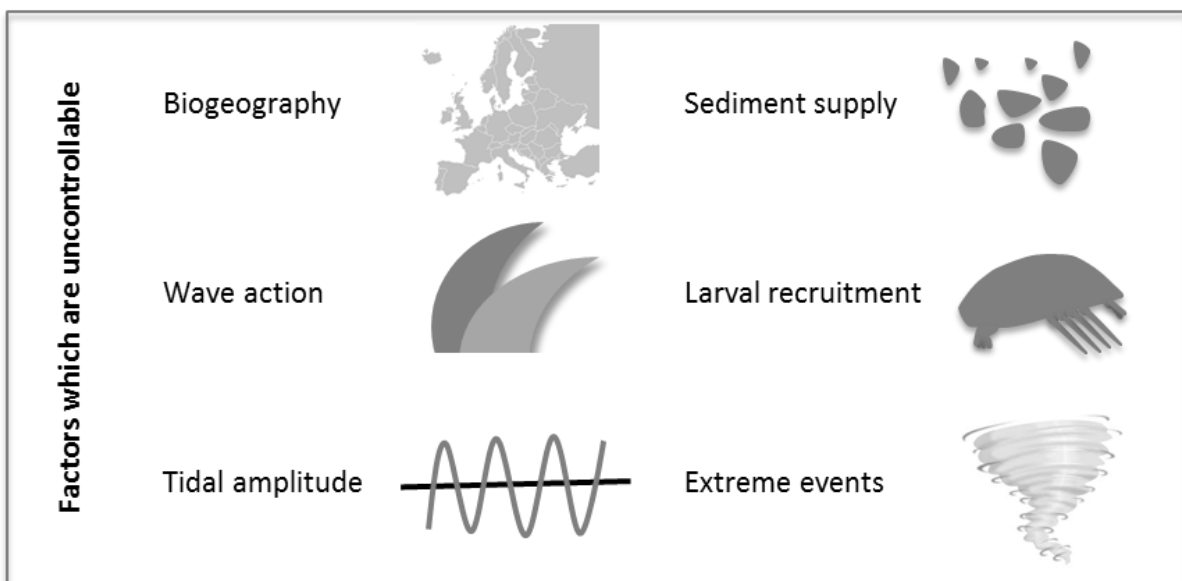 Factors which are uncontrollable
Biogeography
Sediment supply
Wave action
Larval recruitment
Tidal amplitude
Extreme events